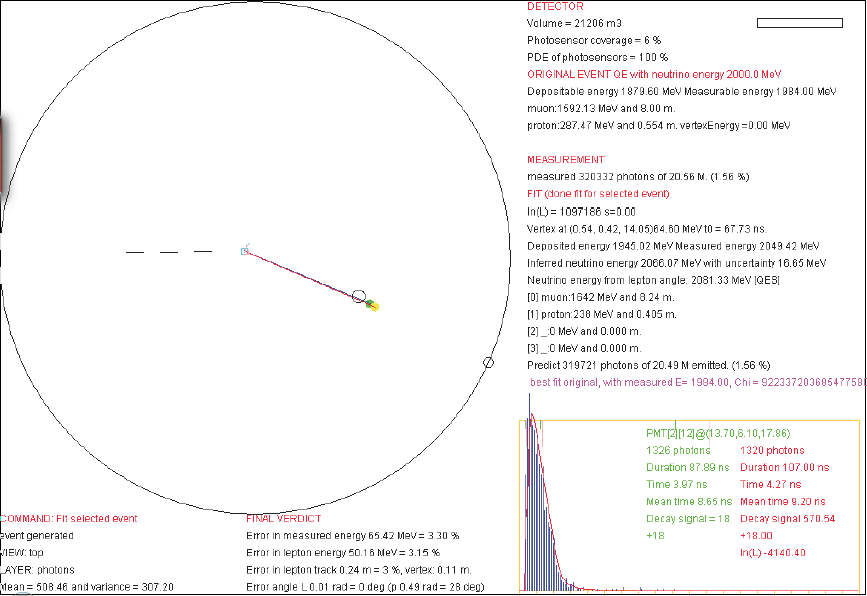 DETECTOR
Volume = 21206 m3
Photosensor coverage = 6 %
PDE of photosensors = 100 %
ORIGINAL EVENT QE with neutrino energy 2000.0 MeV
Depositable energy 1879.60 MeV Measurable energy 1984.00 MeV
muon:1592.13 MeV and 8.00 m.
proton:287.47 MeV and 0.554 m. vertexEnergy =0.00 MeV
MEASUREMENT
measured 320332 photons of 20.56 M. (1.56 %)
FIT (done fit for selected event)
ln(L) = 1097186 s=0.00
Vertex at (0.54, 0.42, 14.05)64.60 MeV t0 = 67.73 ns.
Deposited energy 1945.02 MeV Measured energy 2049.42 MeV
Inferred neutrino energy 2066.07 MeV with uncertainty 16.65 MeV
Neutrino energy from lepton angle: 2081.33 MeV [QES]
[0] muon:1642 MeV and 8.24 m.
[1] proton:238 MeV and 0.405 m.
[2] _:0 MeV and 0.000 m.
[3] _:0 MeV and 0.000 m.
Predict 319721 photons of 20.49 M emitted. (1.56 %)
best fit original, with measured E= 1984.00, Chi = 922337203685477580
PMT[2][12]@(13.70,6.10,17.86)
1326 photons 1320 photons
Duration 87.89 ns Duration 107.00 ns
Time 3.97 ns Time 4.27 ns
Mean time 8.65 ns Mean time 9.20 ns
Decay signal = 18 Decay signal 570.54
+18 +18.00
ln(L) -4140.40
COMMAND: Fit selected event
event generated
VIEW: top
LAYER: photons
Mean = 508.46 and variance = 307.20
FINAL VERDICT
Error in measured energy 65.42 MeV = 3.30 %
Error in lepton energy 50.16 MeV = 3.15 %
Error in lepton track 0.24 m = 3 %, vertex: 0.11 m.
Error angle L 0.01 rad = 0 deg (p 0.49 rad = 28 deg)